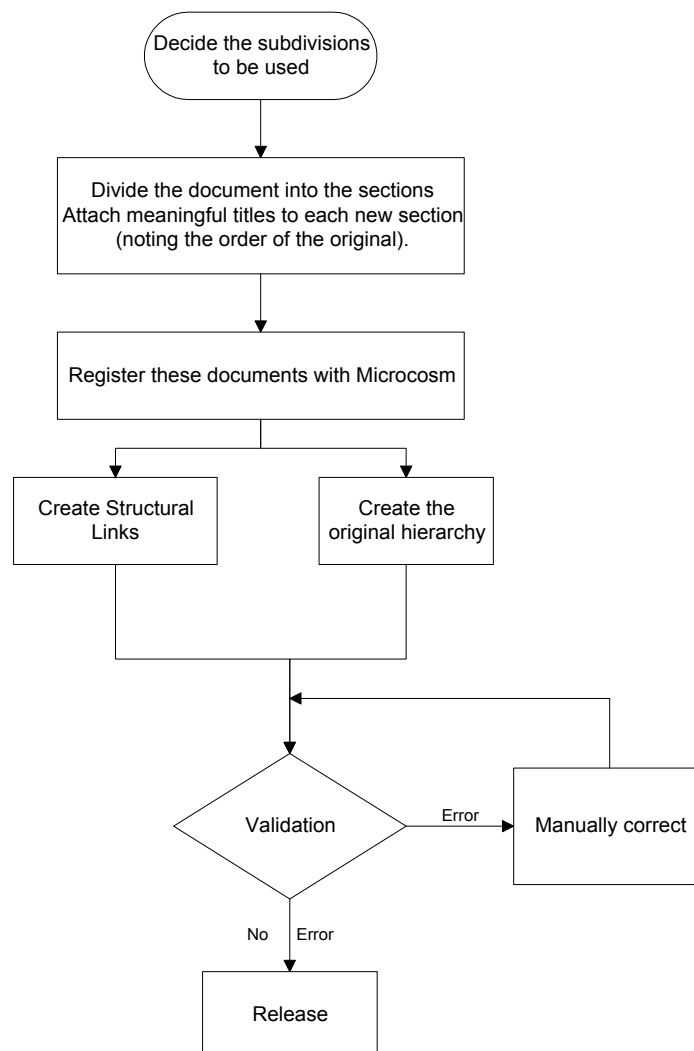 Decide the subdivisions
to be used
Divide the document into the sections
Attach meaningful titles to each new section
(noting the order of the original).
Register these documents with Microcosm
Create Structural
Links
Create the
original hierarchy
Validation
Error
Manually correct
No Error
Release